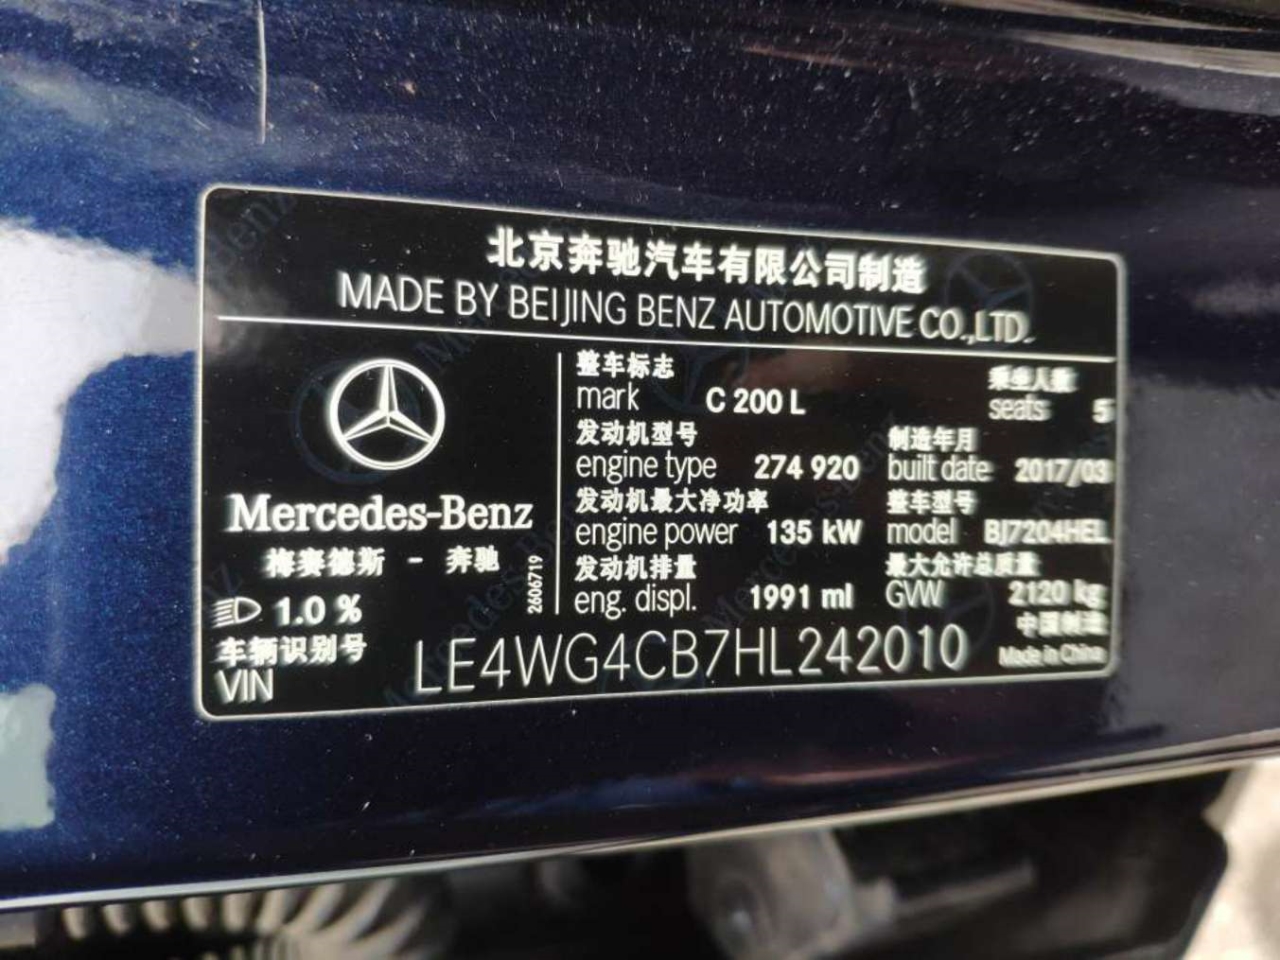 北京奔驰汽车有限公司制造
MADE BY BEIJING BENZ AUTOMOTIVE CO.,LTD.
Mercedes-Benz
梅赛德斯 - 奔驰
1.0 %
2606719
整车标志
mark C 200 L
乘坐人数
seats 5
发动机型号
engine type 274 920
制造年月
built date 2017/03
发动机最大净功率
engine power 135 kW
整车型号
model BJ7204HEL
发动机排量
eng. displ. 1991 ml
最大允许总质量
GVW 2120 kg
中国制造
Made in China
车辆识别号
VIN LE4WG4CB7HL242010